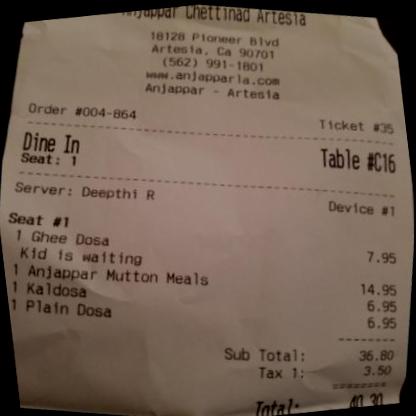 Anjappar Chettinad Artesia
18128 Pioneer Blvd
Artesia, Ca 90701
(562) 991-1801
www.anjapparla.com
Anjappar - Artesia
Order #004-864
Ticket #35
Dine In
Seat: 1
Table #C16
Server: Deepthi R
Device #1
Seat #1
1 Ghee Dosa 7.95
Kid is waiting
1 Anjappar Mutton Meals 14.95
1 Kaldosa 6.95
1 Plain Dosa 6.95
Sub Total: 36.80
Tax 1: 3.50
Total: 40.30